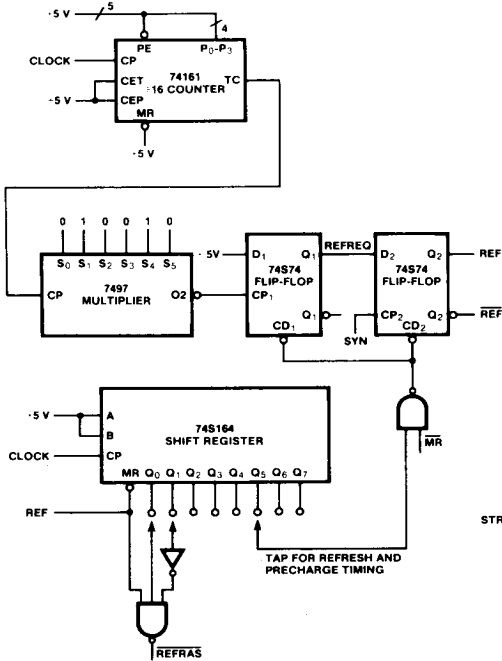 ·5 V 5
4
PE P0-P3
CLOCK CP
74161
÷16 COUNTER
TC
CET
·5 V CEP
MR
·5 V
0 1 0 0 1 0
S0 S1 S2 S3 S4 S5
7497
MULTIPLIER
CP O2
·5V D1 Q1 REFREQ D2 Q2 REF
74S74
FLIP-FLOP
74S74
FLIP-FLOP
CP1 Q1 CP2 Q2 REF
CD1 SYN CD2
MR
·5 V A
B
74S164
SHIFT REGISTER
CLOCK CP
MR Q0 Q1 Q2 Q3 Q4 Q5 Q6 Q7
REF
STR
TAP FOR REFRESH AND
PRECHARGE TIMING
REFRAS